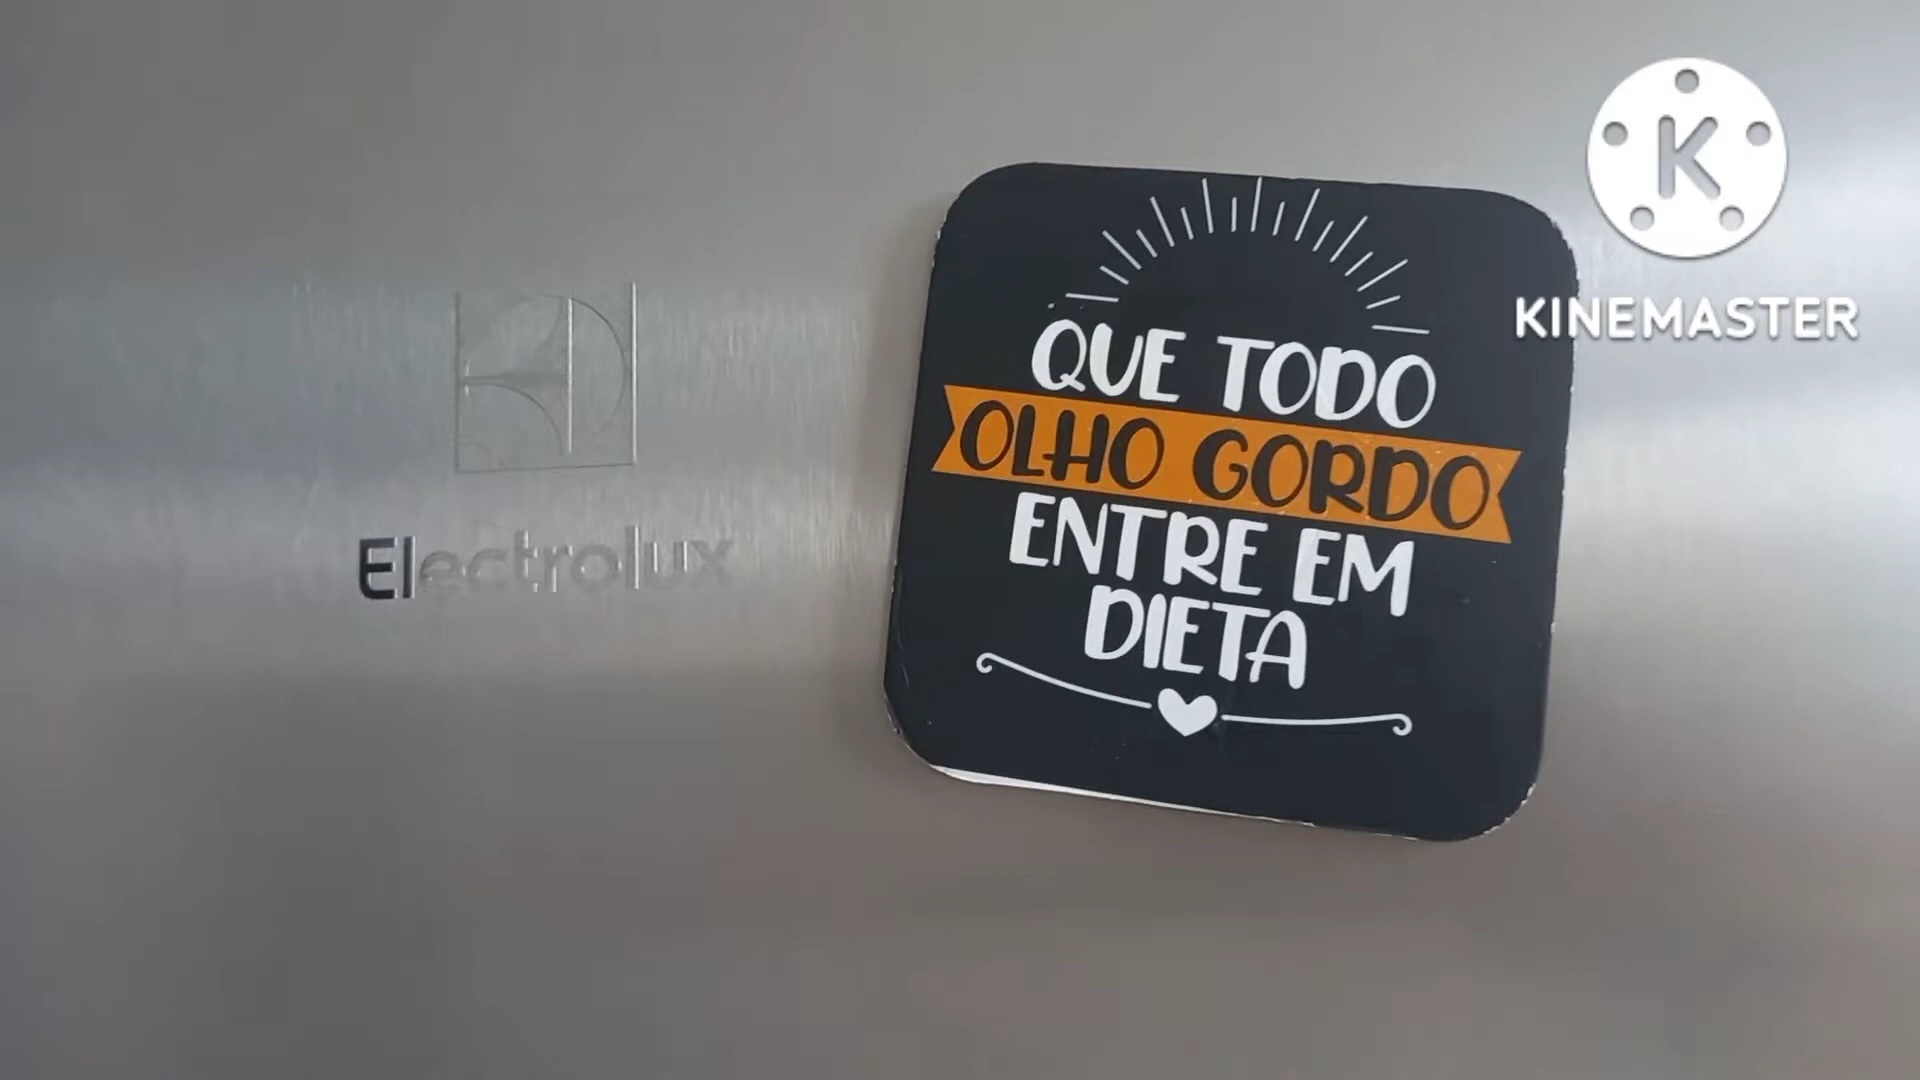 K
KINEMASTER
QUE TODO
OLHO GORDO
ENTRE EM
DIETA
Electrolux